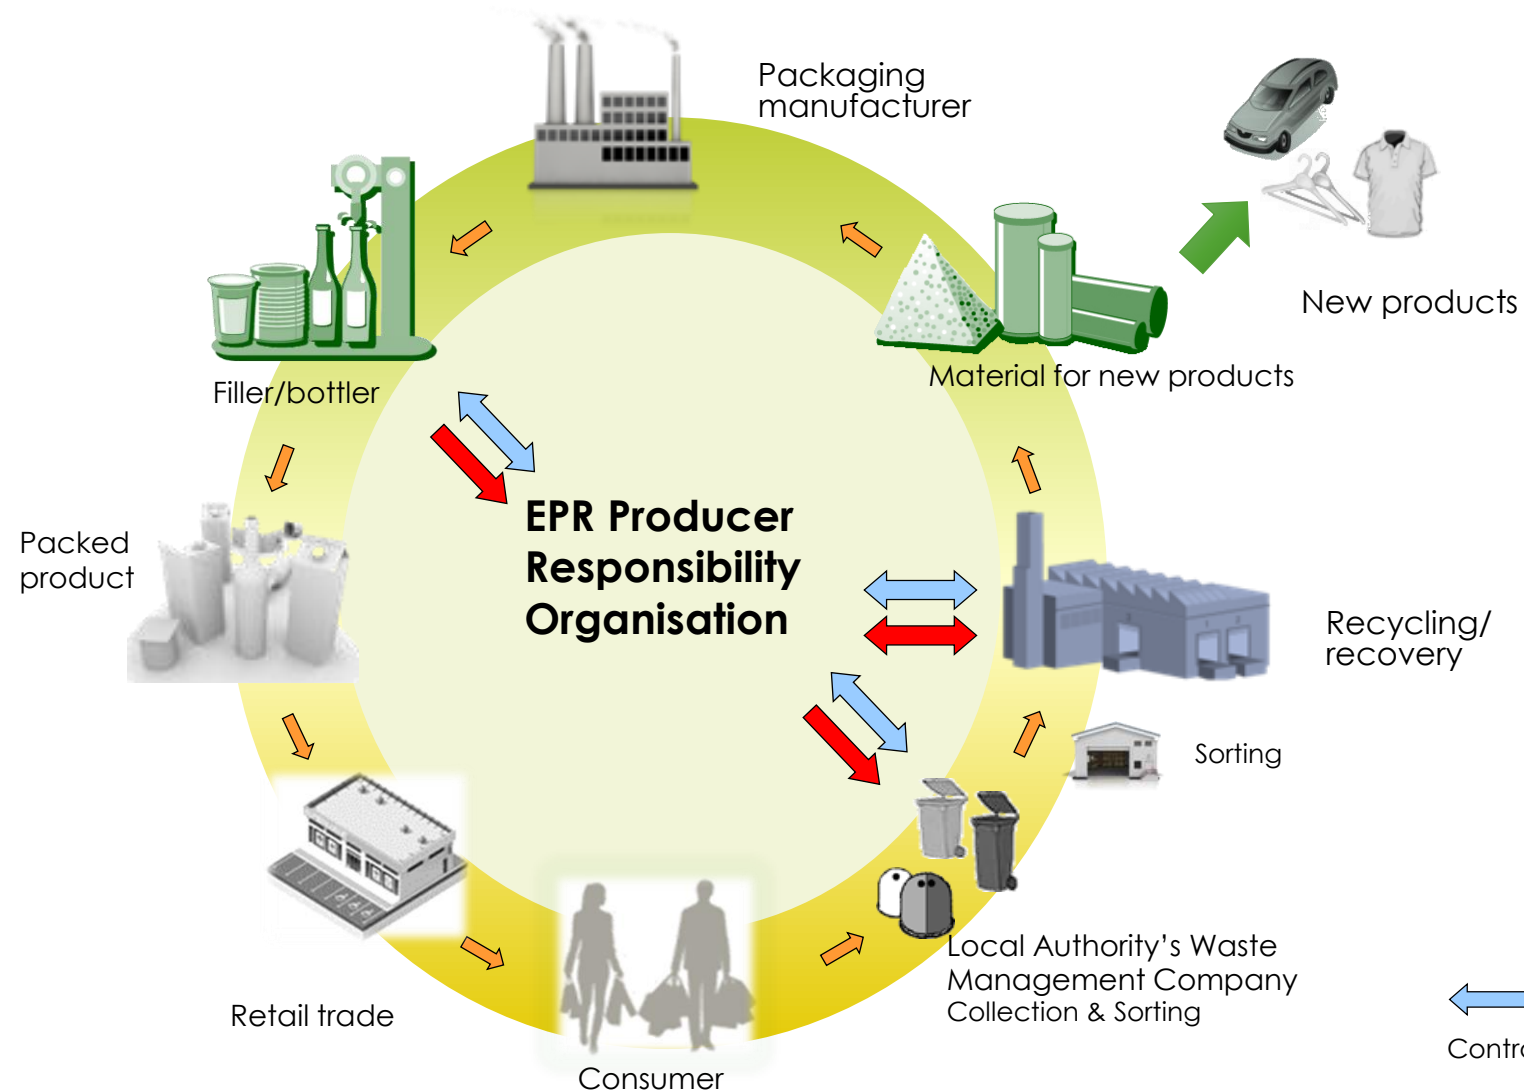 Packaging
manufacturer
New products
Material for new products
Filler/bottler
EPR Producer
Responsibility
Organisation
Packed
product
Recycling/
recovery
Sorting
Local Authority’s Waste
Management Company
Collection & Sorting
Retail trade
Consumer